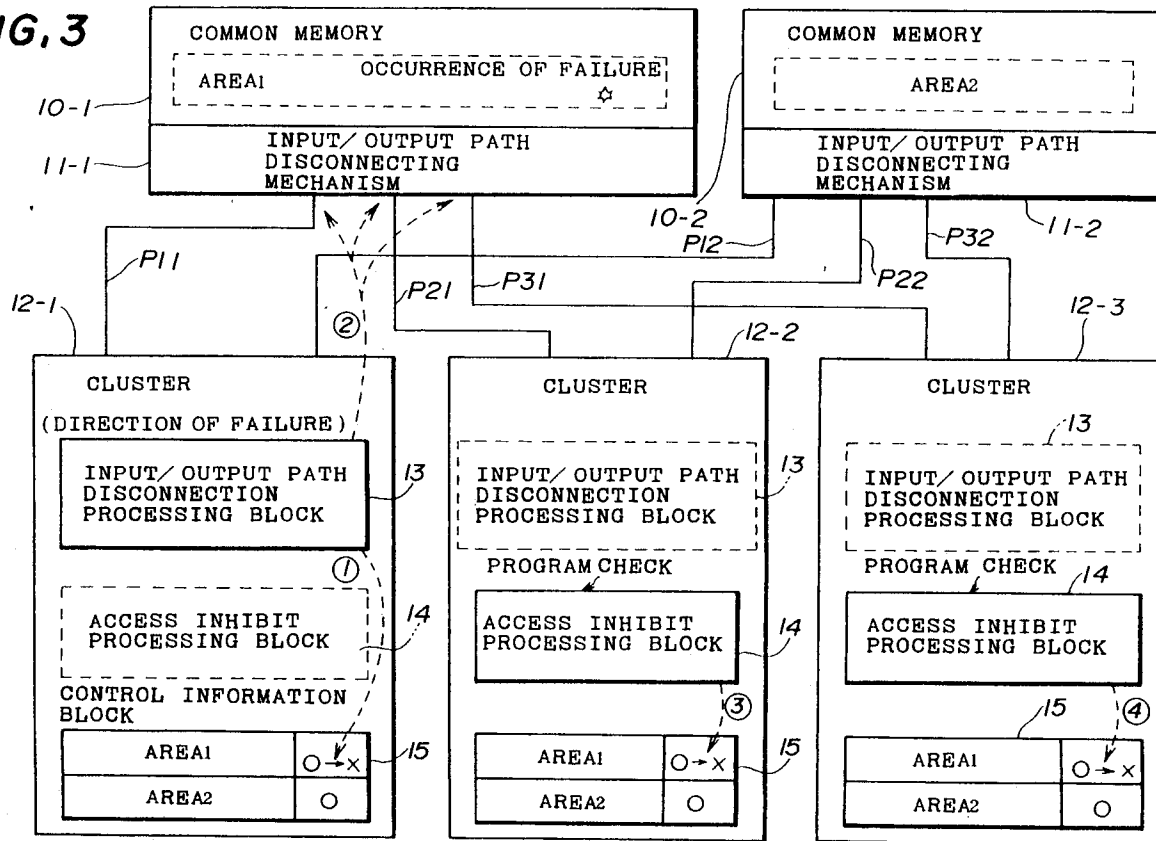 IG, 3
COMMON MEMORY
AREA1
OCCURRENCE OF FAILURE
10-1
INPUT/OUTPUT PATH
DISCONNECTING
MECHANISM
11-1
COMMON MEMORY
AREA2
INPUT/OUTPUT PATH
DISCONNECTING
MECHANISM
10-2
11-2
P11
P21
P31
P12
P22
P32
②
12-1
CLUSTER
(DIRECTION OF FAILURE)
INPUT/OUTPUT PATH
DISCONNECTION
PROCESSING BLOCK
13
①
ACCESS INHIBIT
PROCESSING BLOCK
14
CONTROL INFORMATION
BLOCK
AREA1 ○→×
AREA2 ○
15
12-2
CLUSTER
INPUT/OUTPUT PATH
DISCONNECTION
PROCESSING BLOCK
13
PROGRAM CHECK
ACCESS INHIBIT
PROCESSING BLOCK
14
③
AREA1 ○→×
AREA2 ○
15
12-3
CLUSTER
13
INPUT/OUTPUT PATH
DISCONNECTION
PROCESSING BLOCK
PROGRAM CHECK
14
ACCESS INHIBIT
PROCESSING BLOCK
④
15
AREA1 ○→×
AREA2 ○